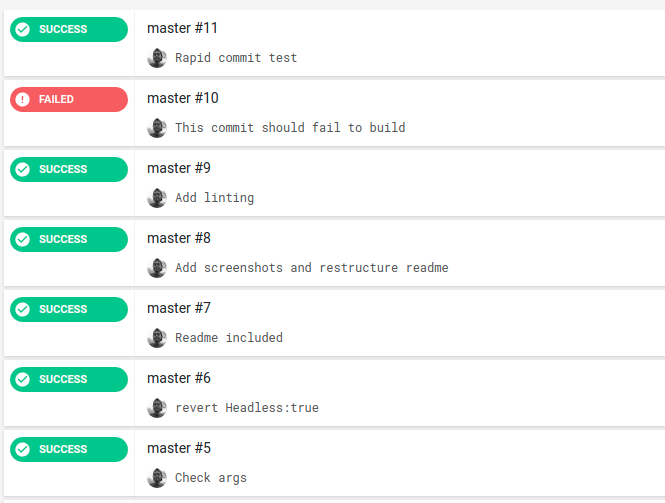 SUCCESS
master #11
Rapid commit test
FAILED
master #10
This commit should fail to build
SUCCESS
master #9
Add linting
SUCCESS
master #8
Add screenshots and restructure readme
SUCCESS
master #7
Readme included
SUCCESS
master #6
revert Headless:true
SUCCESS
master #5
Check args